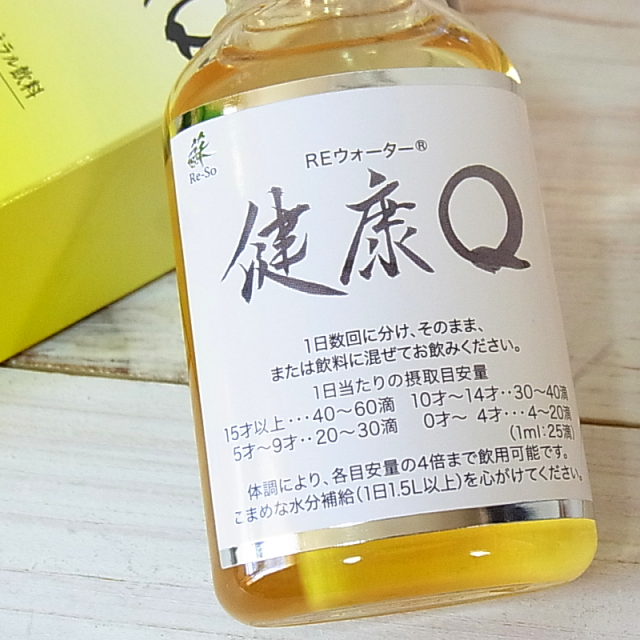 ラル飲料
蘇
Re-So
REウォーター®
健康Q
1日数回に分け、そのまま、
または飲料に混ぜてお飲みください。
1日当たりの摂取目安量
15才以上・・・40〜60滴 10才〜14才・・30〜40滴
5才〜9才・・20〜30滴 0才〜 4才・・・4〜20滴
(1ml:25滴)
体調により、各目安量の4倍まで飲用可能です。
こまめな水分補給(1日1.5L以上)を心がけてください。